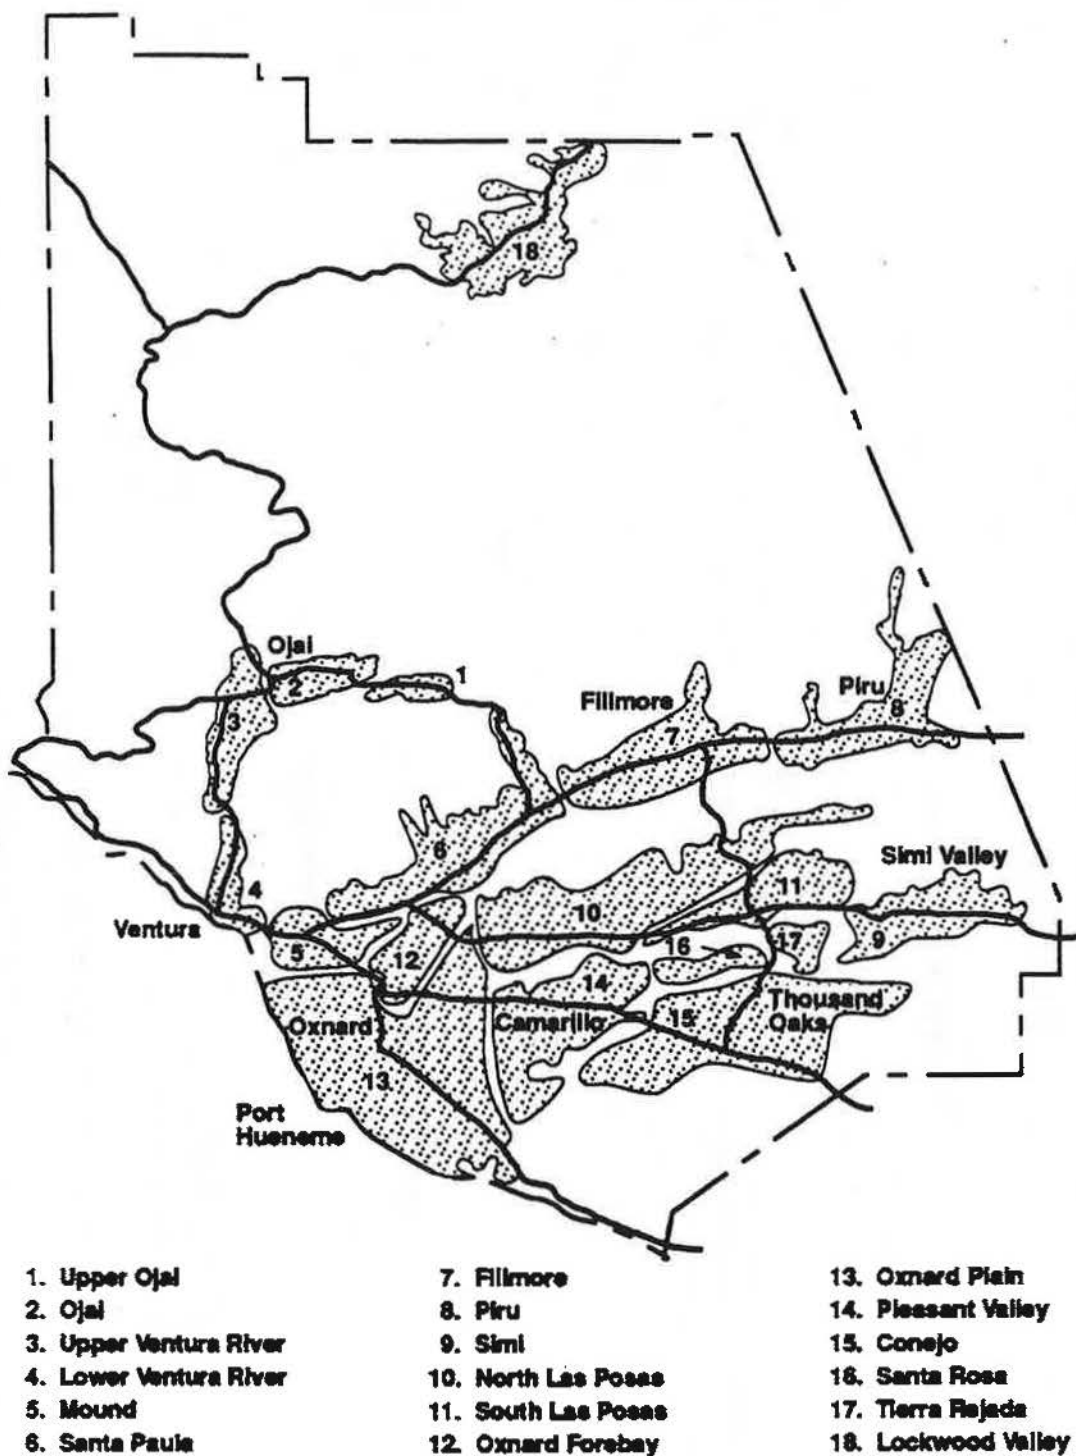 18
Ojai
1
2
3
Fillmore
7
Piru
8
6
Simi Valley
4
11
10
Ventura
5
12
16
17
9
14
Thousand
Oaks
Oxnard
Camarillo
15
13
Port
Hueneme
1. Upper Ojai
2. Ojai
3. Upper Ventura River
4. Lower Ventura River
5. Mound
6. Santa Paula
7. Fillmore
8. Piru
9. Simi
10. North Las Posas
11. South Las Posas
12. Oxnard Forebay
13. Oxnard Plain
14. Pleasant Valley
15. Conejo
16. Santa Rosa
17. Tierra Rejada
18. Lockwood Valley